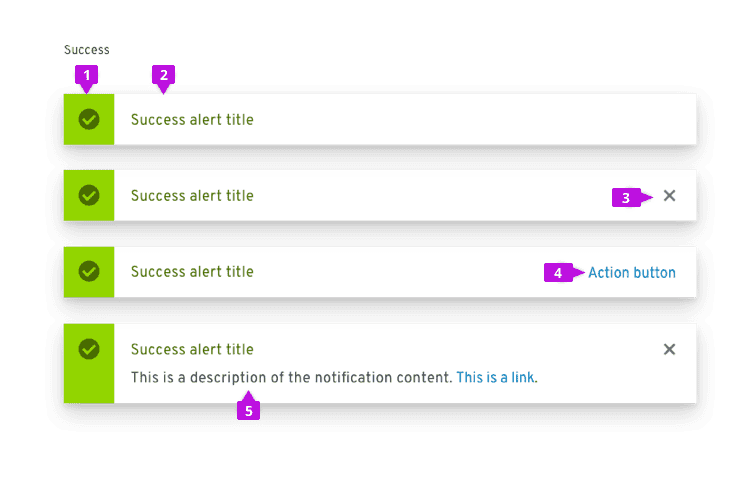 Success
1 2
Success alert title
Success alert title 3
Success alert title 4 Action button
Success alert title
This is a description of the notification content. This is a link.
5